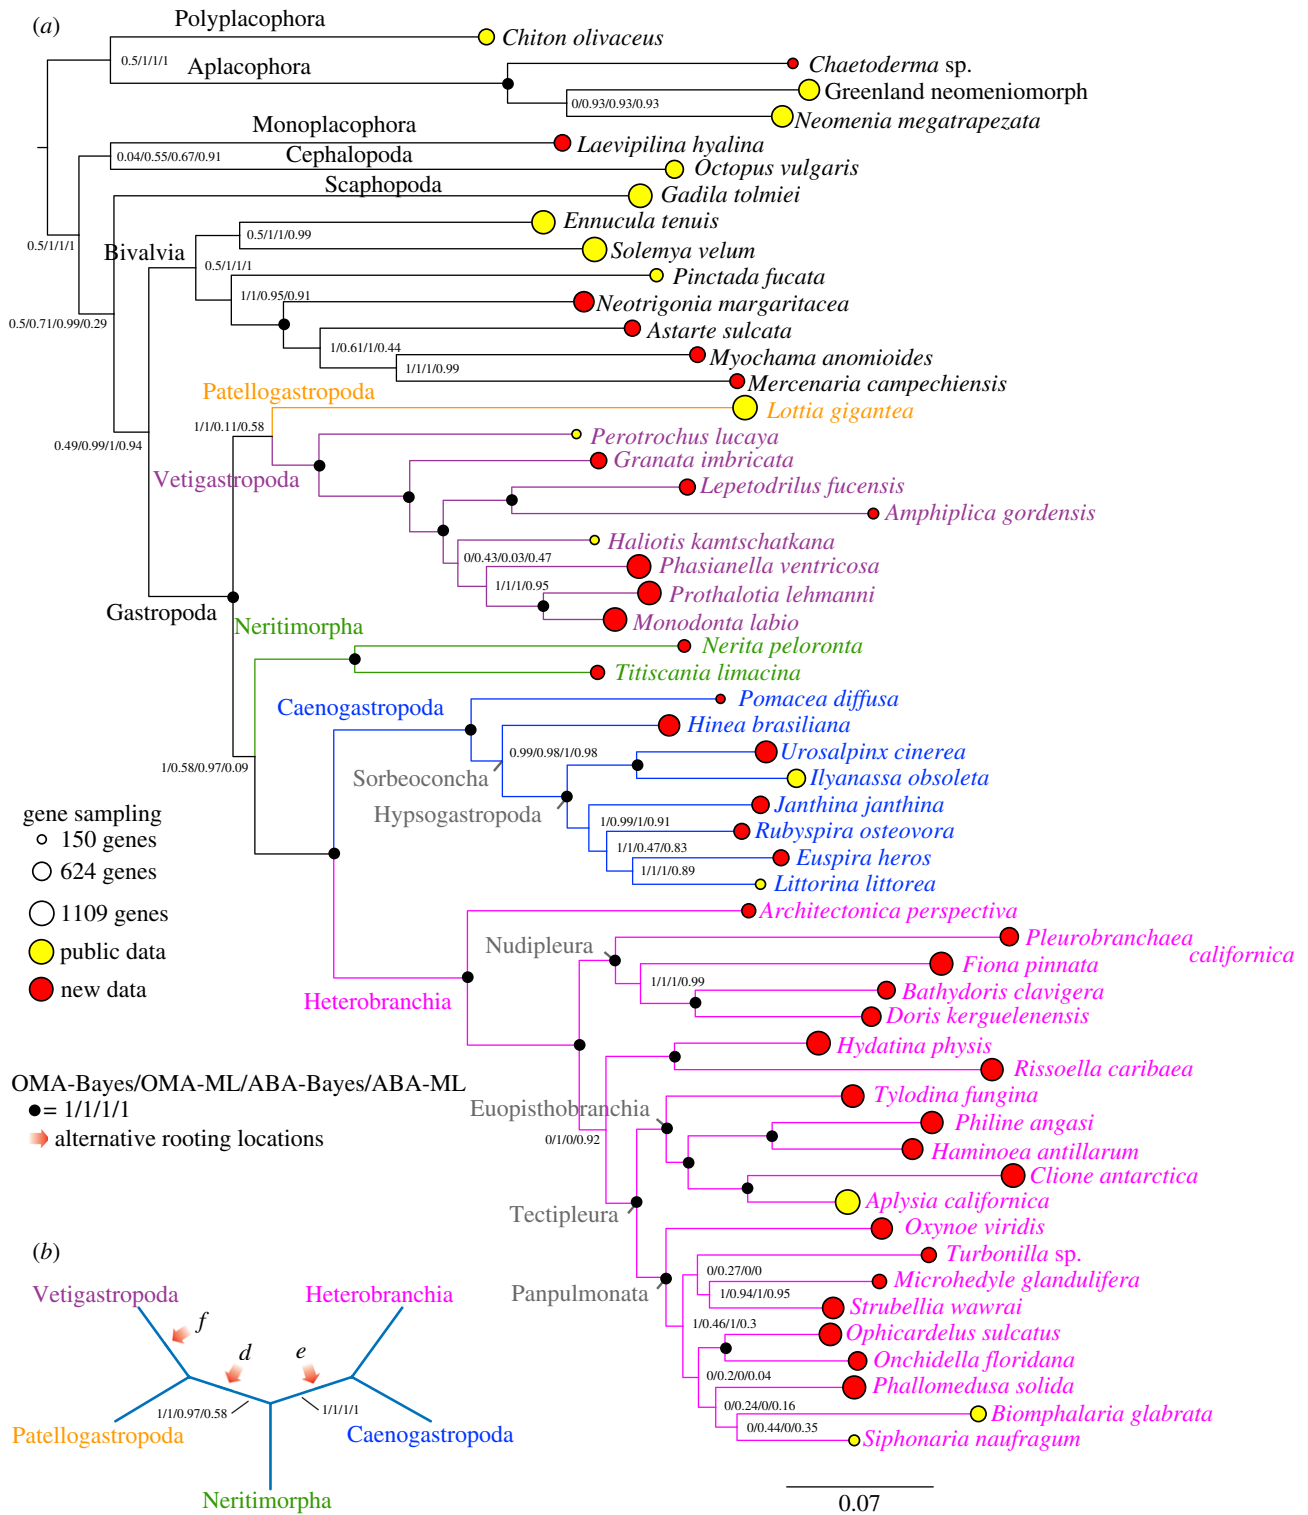 (a)
Polyplacophora
Chiton olivaceus
0.5/1/1/1
Aplacophora
Chaetoderma sp.
Greenland neomeniomorph
0/0.93/0.93/0.93
Neomenia megatrapezata
Monoplacophora
Laevipilina hyalina
0.04/0.55/0.67/0.91
Cephalopoda
Octopus vulgaris
Scaphopoda
Gadila tolmiei
Ennucula tenuis
0.5/1/1/1
0.5/1/1/0.99
Bivalvia
Solemya velum
0.5/1/1/1
Pinctada fucata
1/1/0.95/0.91
Neotrigonia margaritacea
0.5/0.71/0.99/0.29
Astarte sulcata
1/0.61/1/0.44
Myochama anomioides
1/1/1/0.99
Mercenaria campechiensis
Patellogastropoda
Lottia gigantea
1/1/0.11/0.58
0.49/0.99/1/0.94
Perotrochus lucaya
Granata imbricata
Vetigastropoda
Lepetodrilus fucensis
Amphiplica gordensis
Haliotis kamtschatkana
0/0.43/0.03/0.47
Phasianella ventricosa
1/1/1/0.95
Prothalotia lehmanni
Gastropoda
Monodonta labio
Neritimorpha
Nerita peloronta
Titiscania limacina
Pomacea diffusa
Caenogastropoda
Hinea brasiliana
0.99/0.98/1/0.98
Urosalpinx cinerea
1/0.58/0.97/0.09
Sorbeoconcha
Ilyanassa obsoleta
Hypsogastropoda
Janthina janthina
1/0.99/1/0.91
Rubyspira osteovora
1/1/0.47/0.83
Euspira heros
1/1/1/0.89
Littorina littorea
gene sampling
150 genes
624 genes
1109 genes
public data
new data
Architectonica perspectiva
Nudipleura
Pleurobranchaea
californica
Fiona pinnata
1/1/1/0.99
Bathydoris clavigera
Heterobranchia
Doris kerguelenensis
Hydatina physis
Rissoella caribaea
OMA-Bayes/OMA-ML/ABA-Bayes/ABA-ML
= 1/1/1/1
alternative rooting locations
Tylodina fungina
Euopisthobranchia
Philine angasi
0/1/0/0.92
Haminoea antillarum
Clione antarctica
Aplysia californica
Tectipleura
Oxynoe viridis
Turbonilla sp.
0/0.27/0/0
Microhedyle glandulifera
Panpulmonata
1/0.94/1/0.95
Strubellia wawrai
1/0.46/1/0.3
Ophicardelus sulcatus
Onchidella floridana
0/0.2/0/0.04
Phallomedusa solida
0/0.24/0/0.16
Biomphalaria glabrata
0/0.44/0/0.35
Siphonaria naufragum
0.07
(b)
Vetigastropoda
Heterobranchia
f
d
e
1/1/0.97/0.58
1/1/1/1
Patellogastropoda
Caenogastropoda
Neritimorpha